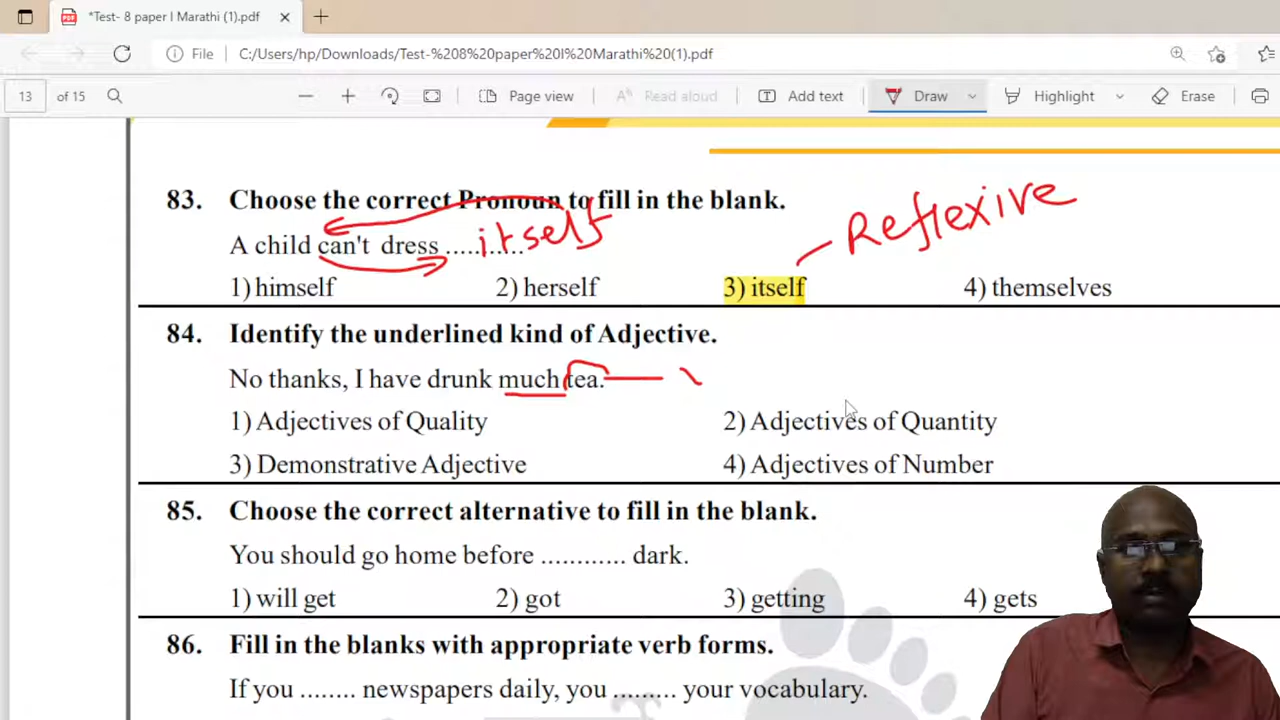 *Test- 8 paper I Marathi (1).pdf
File C:/Users/hp/Downloads/Test-%208%20paper%20I%20Marathi%20(1).pdf
13 of 15 Page view Read aloud Add text Draw Highlight Erase
83. Choose the correct Pronoun to fill in the blank.
Reflexive
A child can't dress ............ itself
1) himself 2) herself 3) itself 4) themselves
84. Identify the underlined kind of Adjective.
No thanks, I have drunk much tea.
1) Adjectives of Quality 2) Adjectives of Quantity
3) Demonstrative Adjective 4) Adjectives of Number
85. Choose the correct alternative to fill in the blank.
You should go home before ............ dark.
1) will get 2) got 3) getting 4) gets
86. Fill in the blanks with appropriate verb forms.
If you ........ newspapers daily, you ......... your vocabulary.